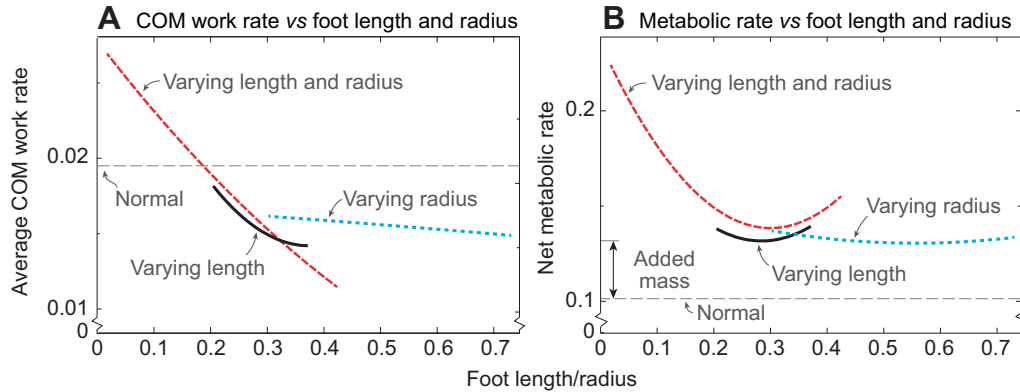 A COM work rate vs foot length and radius
Average COM work rate
0.02
0.01
0
Varying length and radius
Normal
Varying radius
Varying length
0 0.1 0.2 0.3 0.4 0.5 0.6 0.7
B Metabolic rate vs foot length and radius
Net metabolic rate
0.2
0.1
0
Varying length and radius
Varying radius
Added
mass
Varying length
Normal
0 0.1 0.2 0.3 0.4 0.5 0.6 0.7
Foot length/radius